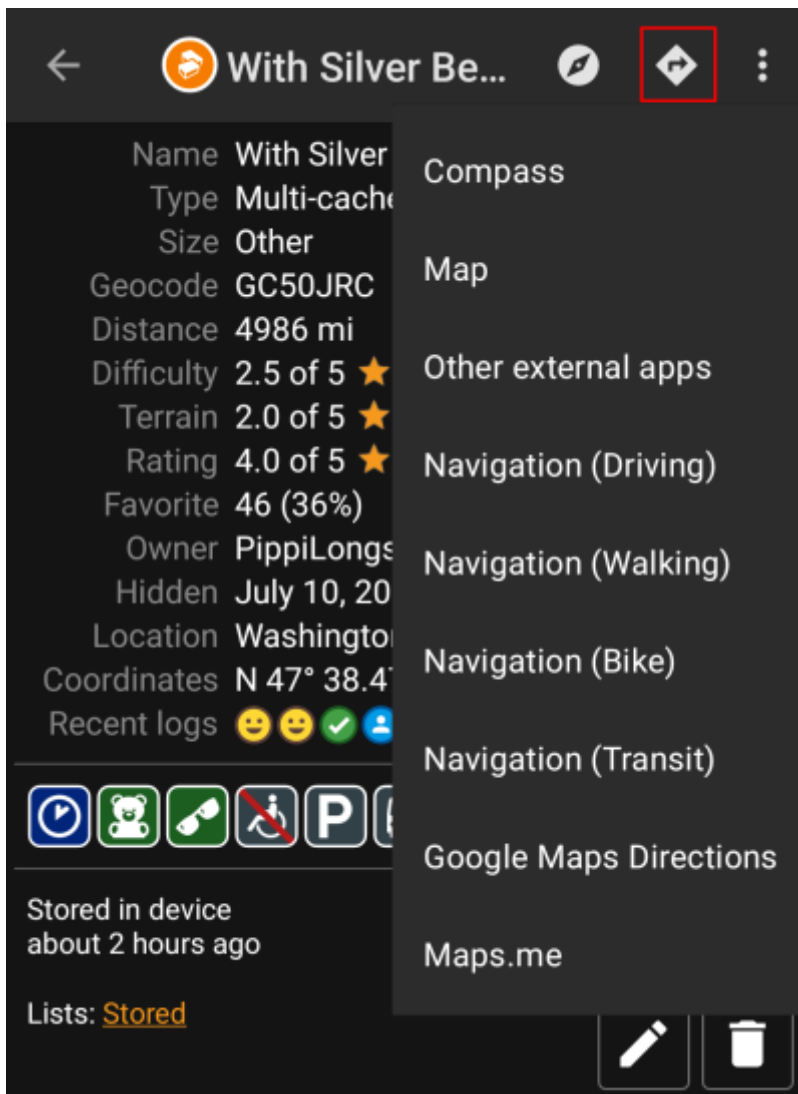 With Silver Be...
Name With Silver
Type Multi-cache
Size Other
Geocode GC50JRC
Distance 4986 mi
Difficulty 2.5 of 5
Terrain 2.0 of 5
Rating 4.0 of 5
Favorite 46 (36%)
Owner PippiLongs
Hidden July 10, 20
Location Washington
Coordinates N 47° 38.47
Recent logs
P
Stored in device
about 2 hours ago
Lists: Stored
Compass
Map
Other external apps
Navigation (Driving)
Navigation (Walking)
Navigation (Bike)
Navigation (Transit)
Google Maps Directions
Maps.me